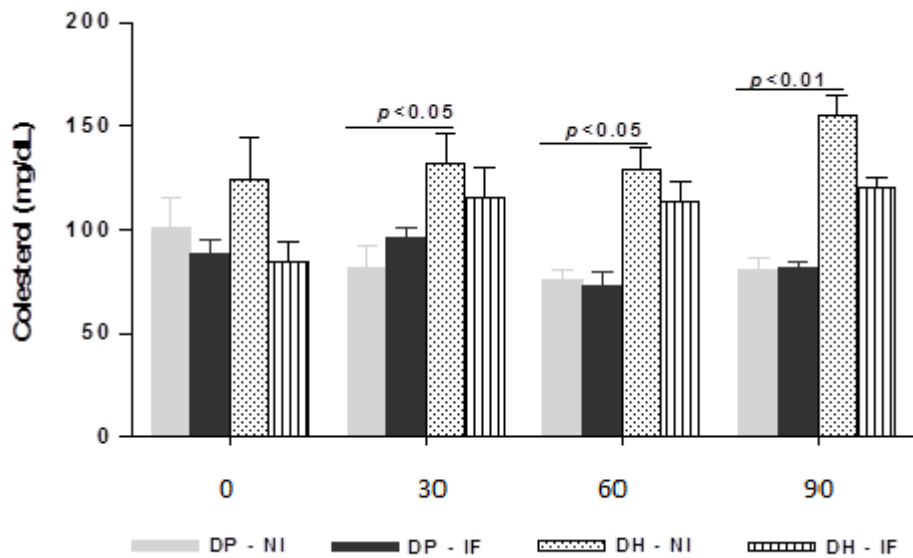 200
p<0.01
150
p<0.05
p<0.05
Colesterol (mg/dL)
100
50
0
0 30 60 90
DP - NI DP - IF DH - NI DH - IF